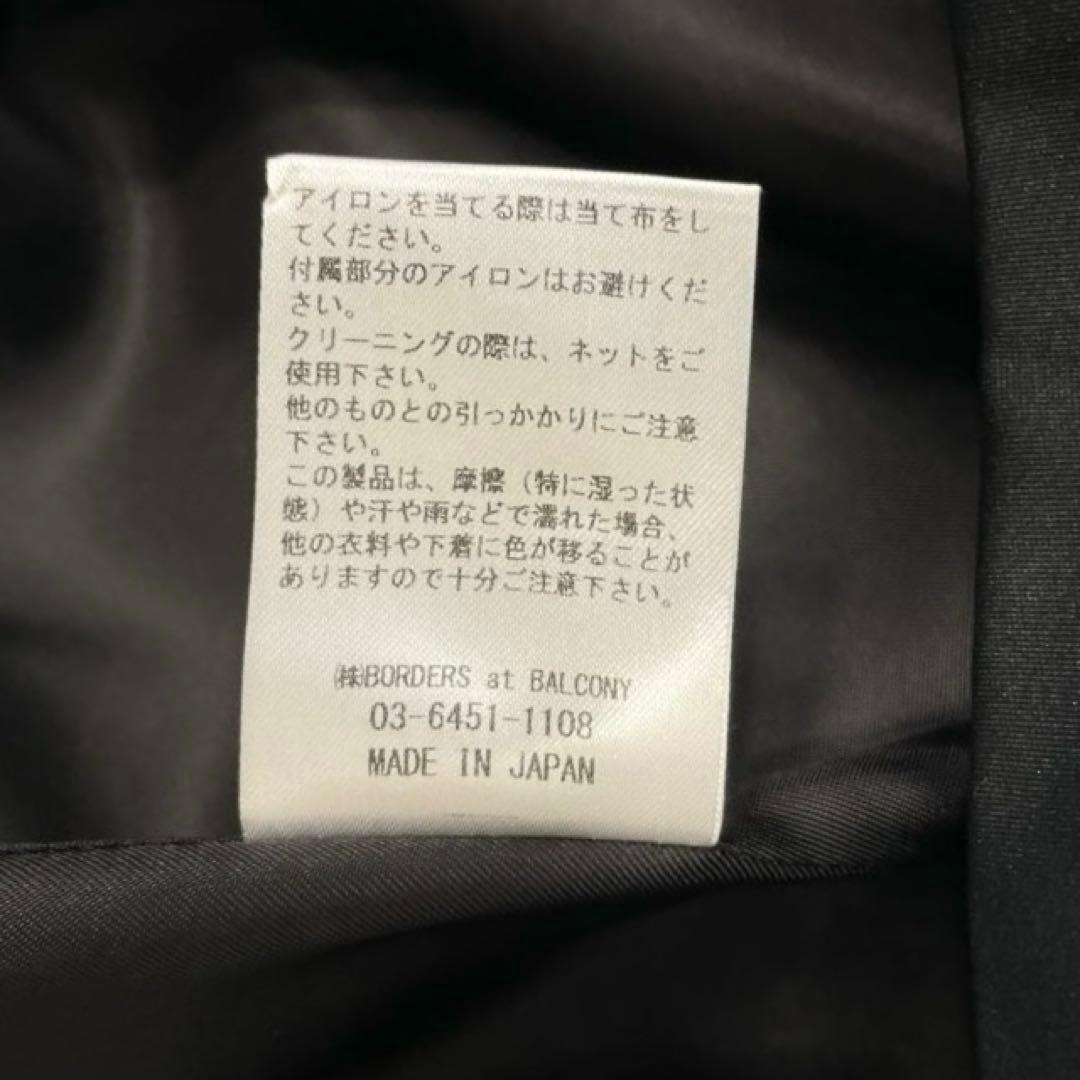 アイロンを当てる際は当て布をし
てください。
付属部分のアイロンはお避けくだ
さい。
クリーニングの際は、ネットをご
使用下さい。
他のものとの引っかかりにご注意
下さい。
この製品は、摩擦（特に湿った状
態）や汗や雨などで濡れた場合、
他の衣料や下着に色が移ることが
ありますので十分ご注意下さい。
㈱BORDERS at BALCONY
03-6451-1108
MADE IN JAPAN